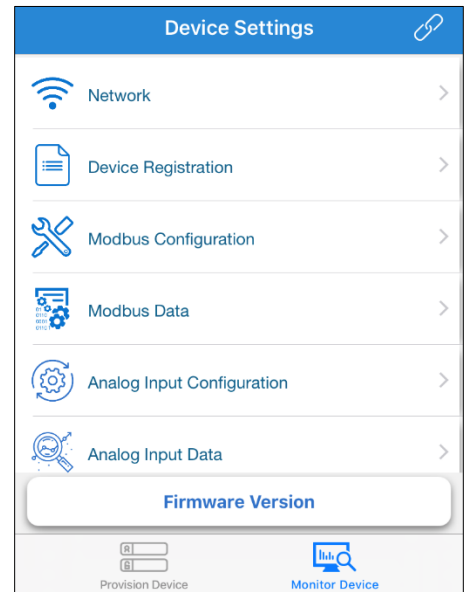 Device Settings
Network
Device Registration
Modbus Configuration
Modbus Data
Analog Input Configuration
Analog Input Data
Firmware Version
Provision Device
Monitor Device